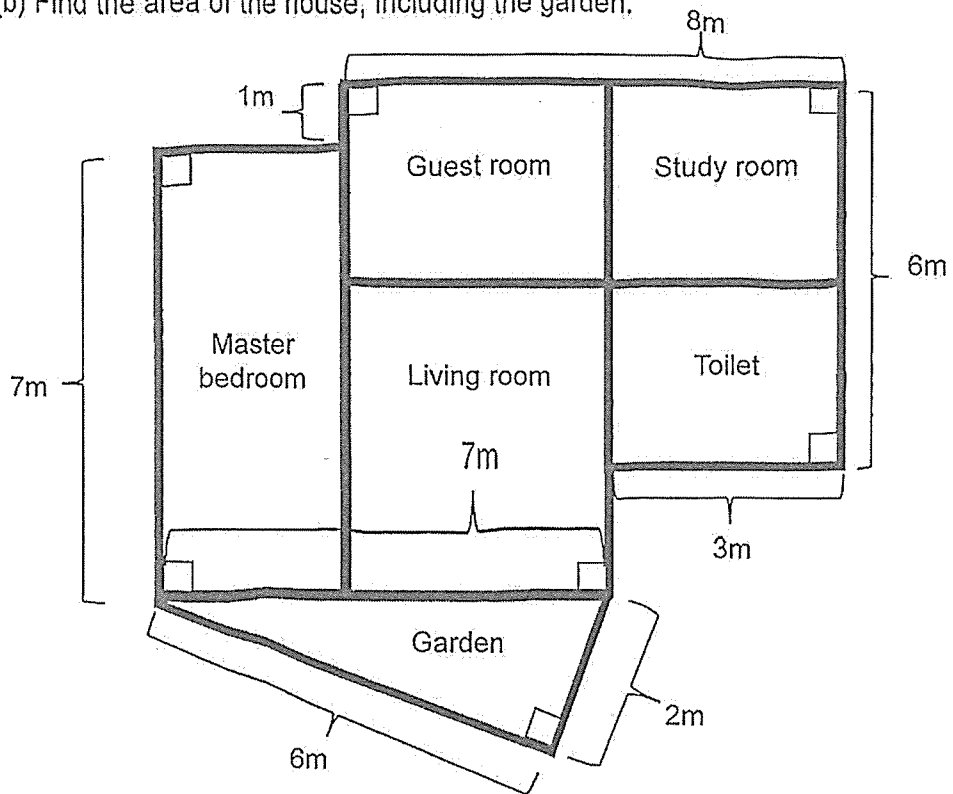 (b) Find the area of the house, including the garden.
8m
1m
Guest room
Study room
6m
7m
Master
bedroom
Living room
Toilet
7m
3m
Garden
2m
6m